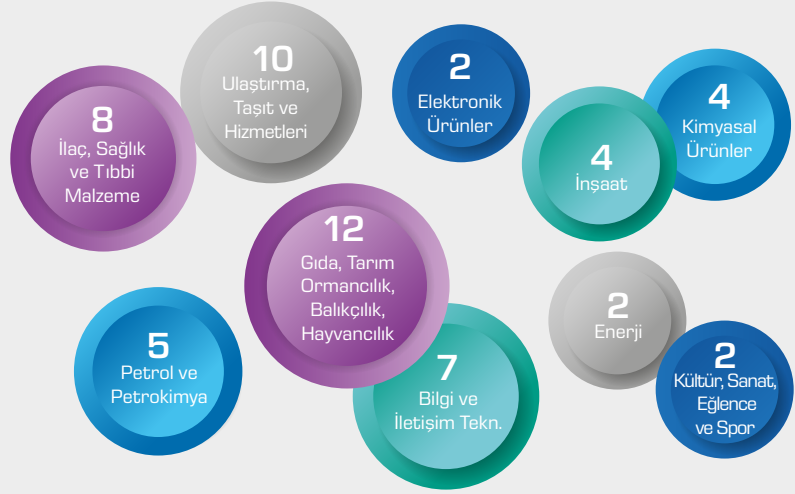 10
Ulaştırma,
Taşıt ve
Hizmetleri
2
Elektronik
Ürünler
4
Kimyasal
Ürünler
8
İlaç, Sağlık
ve Tıbbi
Malzeme
4
İnşaat
12
Gıda, Tarım
Ormancılık,
Balıkçılık,
Hayvancılık
2
Enerji
5
Petrol ve
Petrokimya
7
Bilgi ve
İletişim Tekn.
2
Kültür, Sanat,
Eğlence
ve Spor